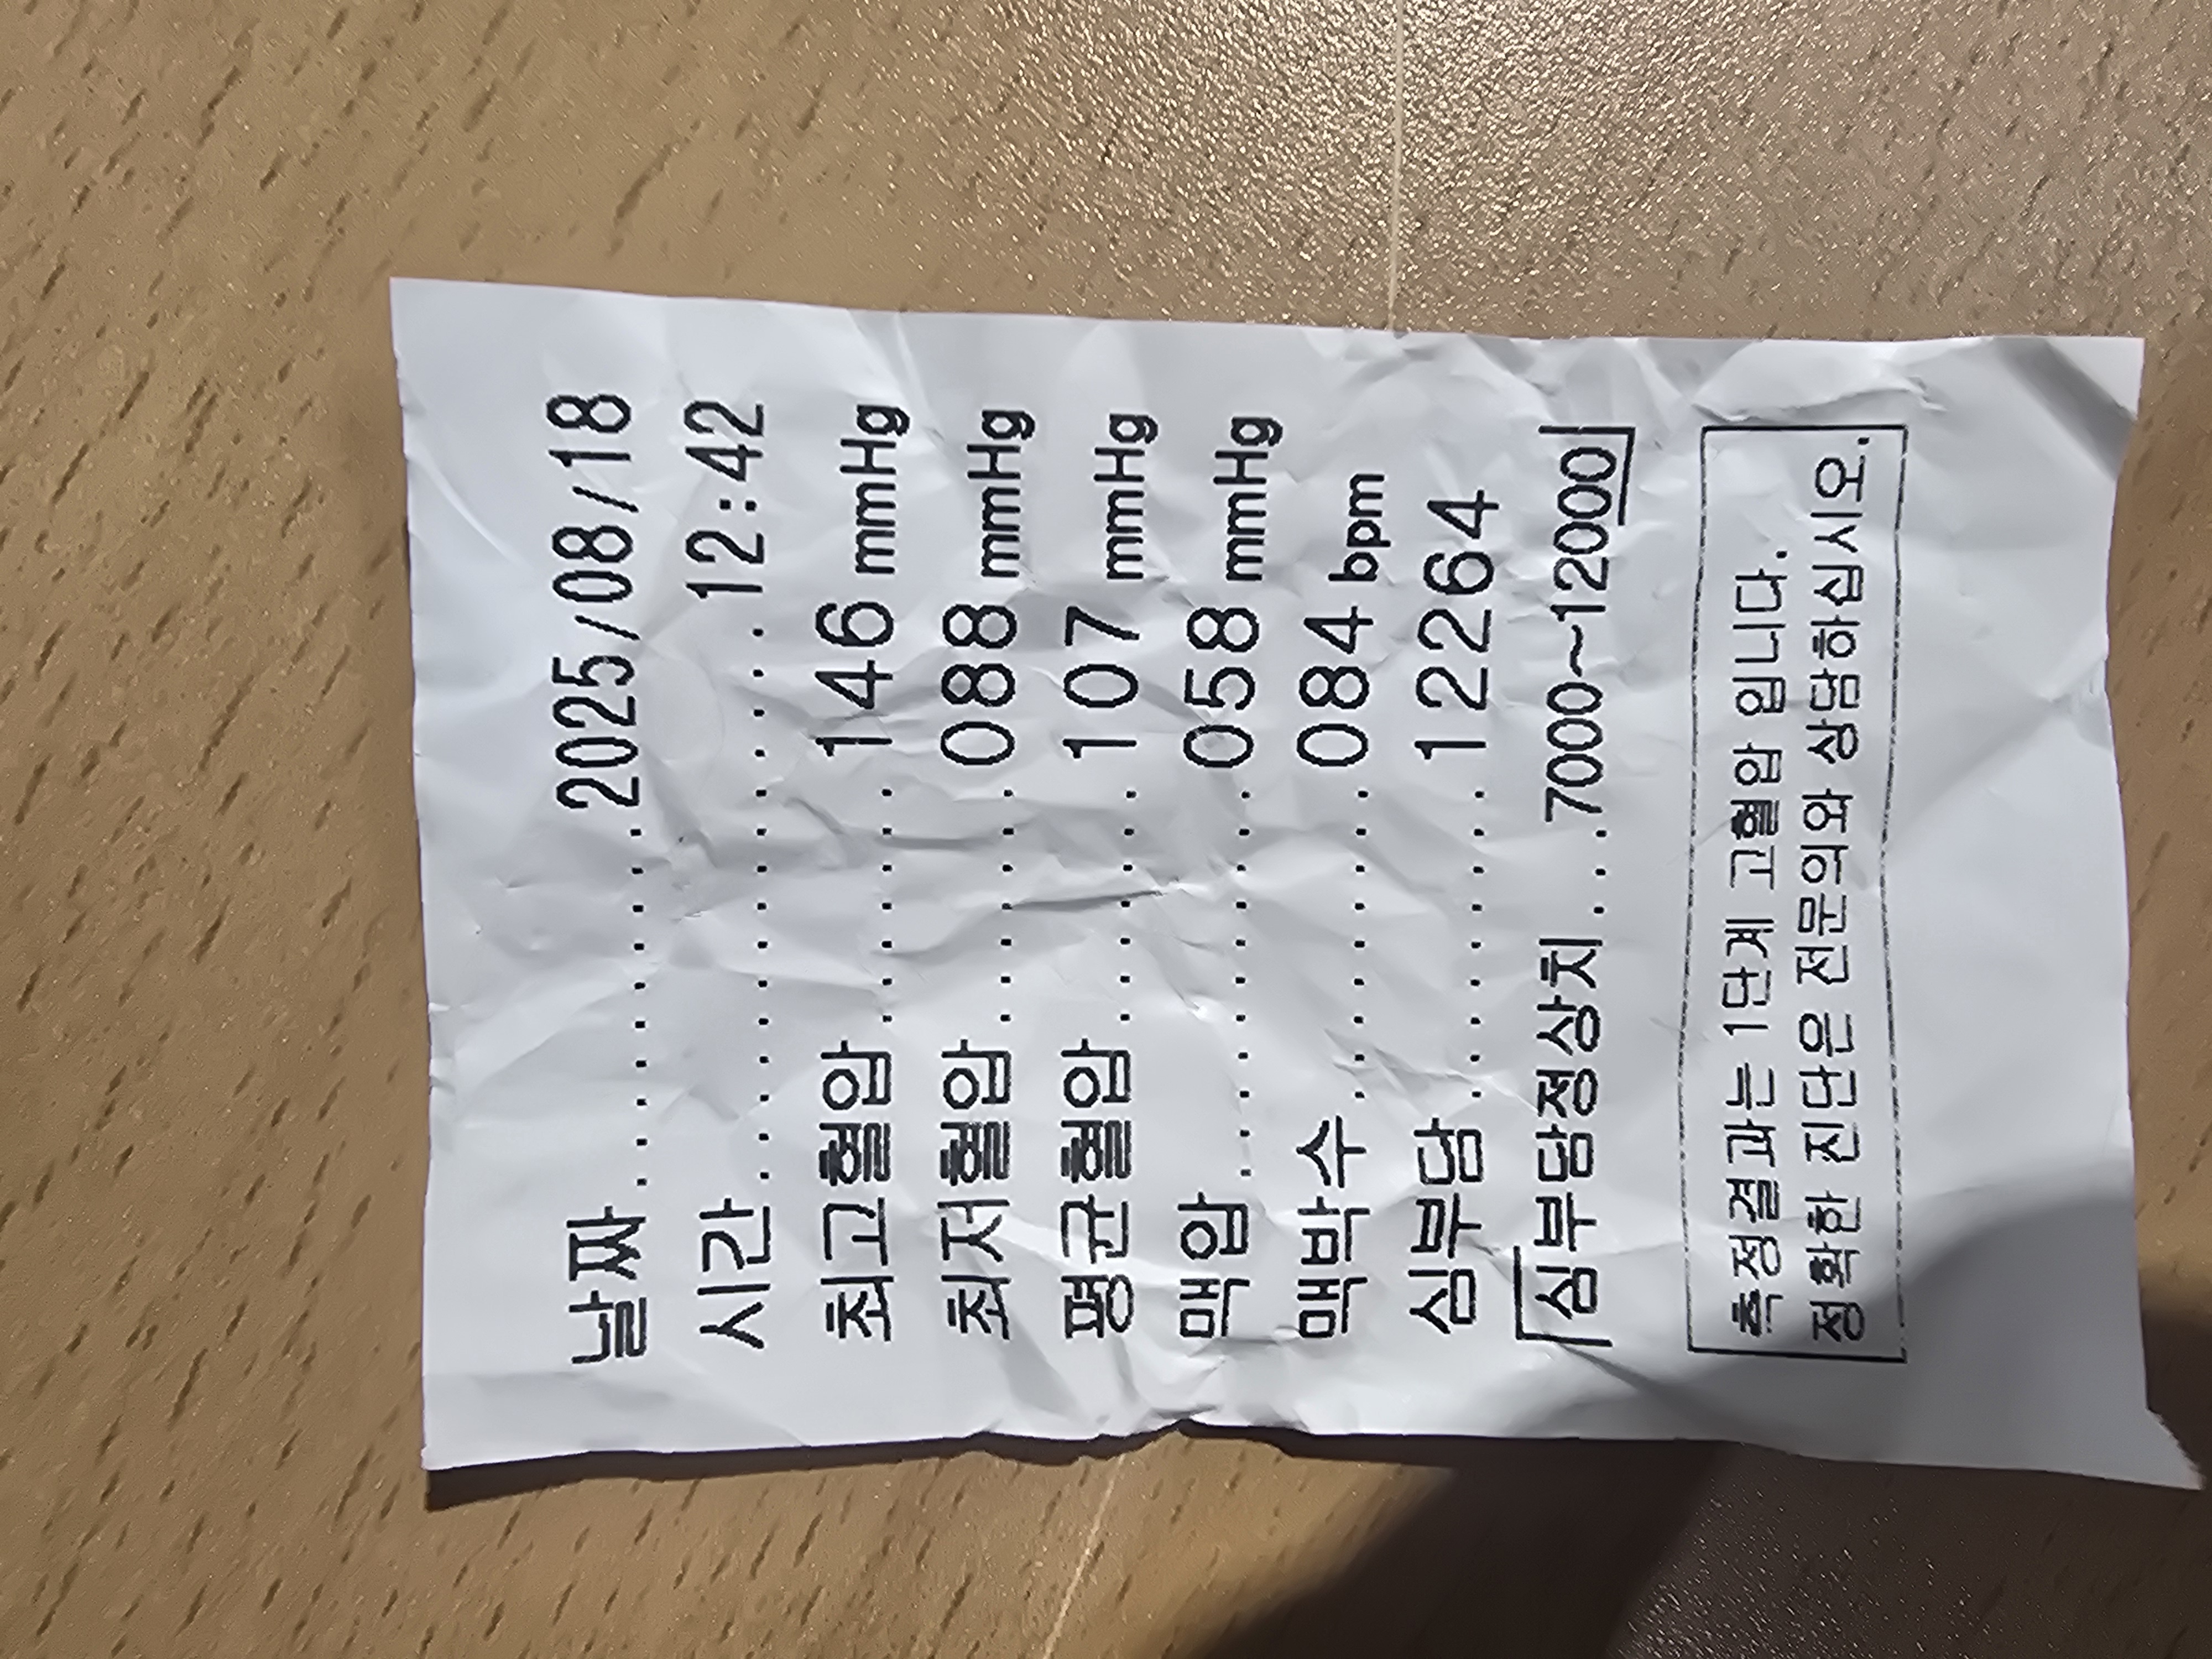 날짜..............2025/08/18
시간.................12:42
최고혈압.........146 mmHg
최저혈압.........088 mmHg
평균혈압.........107 mmHg
맥압..............058 mmHg
맥박수...........084 bpm
심부담...........12264
심부담정상치...7000~12000
측정결과는 1단계 고혈압 입니다.
정확한 진단은 전문의와 상담하십시오.